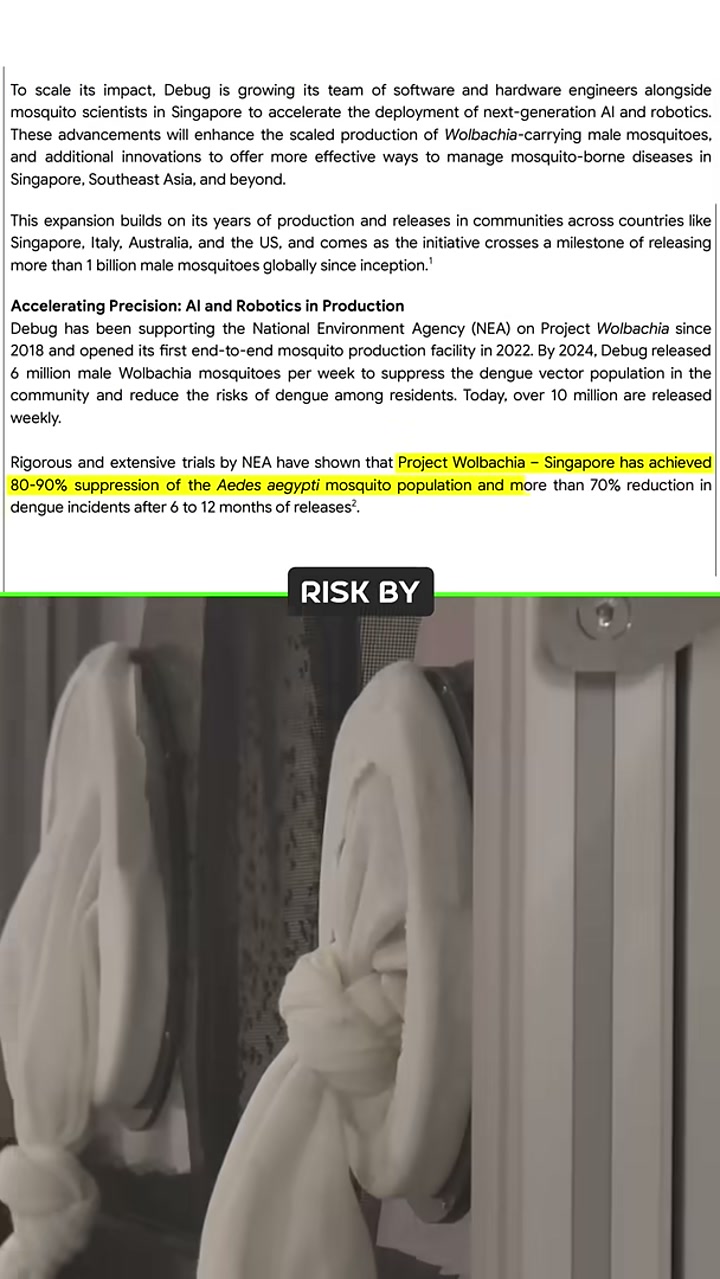 To scale its impact, Debug is growing its team of software and hardware engineers alongside
mosquito scientists in Singapore to accelerate the deployment of next-generation AI and robotics.
These advancements will enhance the scaled production of Wolbachia-carrying male mosquitoes,
and additional innovations to offer more effective ways to manage mosquito-borne diseases in
Singapore, Southeast Asia, and beyond.
This expansion builds on its years of production and releases in communities across countries like
Singapore, Italy, Australia, and the US, and comes as the initiative crosses a milestone of releasing
more than 1 billion male mosquitoes globally since inception.¹
Accelerating Precision: AI and Robotics in Production
Debug has been supporting the National Environment Agency (NEA) on Project Wolbachia since
2018 and opened its first end-to-end mosquito production facility in 2022. By 2024, Debug released
6 million male Wolbachia mosquitoes per week to suppress the dengue vector population in the
community and reduce the risks of dengue among residents. Today, over 10 million are released
weekly.
Rigorous and extensive trials by NEA have shown that Project Wolbachia – Singapore has achieved
80-90% suppression of the Aedes aegypti mosquito population and more than 70% reduction in
dengue incidents after 6 to 12 months of releases².
RISK BY